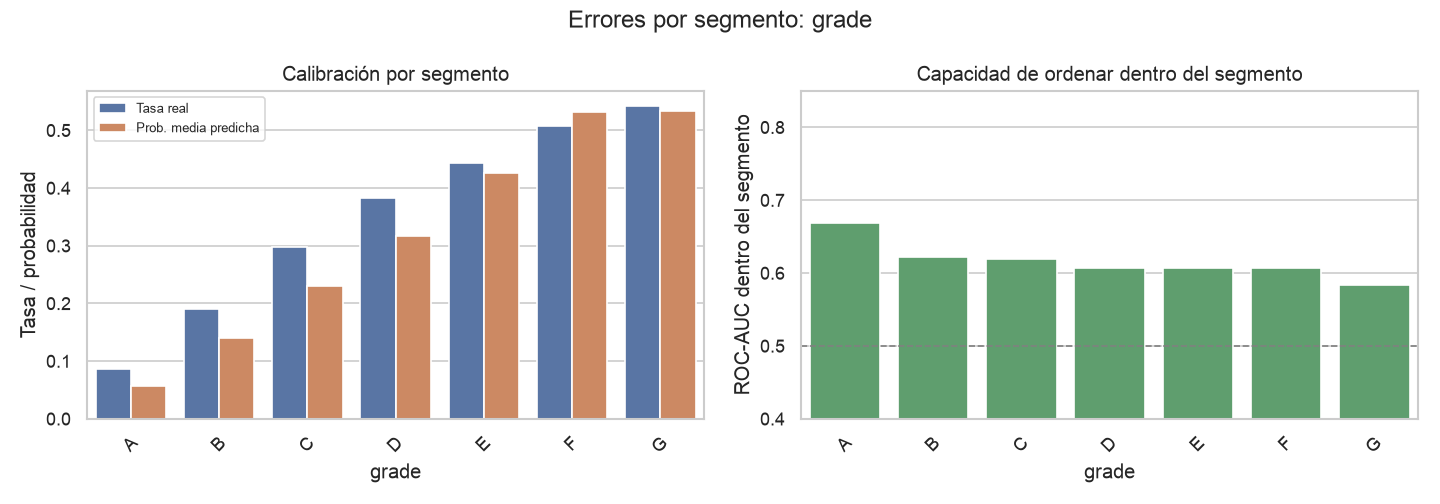 Errores por segmento: grade
Calibración por segmento
Tasa real
Prob. media predicha
Tasa / probabilidad
0.5
0.4
0.3
0.2
0.1
0.0
A B C D E F G
grade
Capacidad de ordenar dentro del segmento
ROC-AUC dentro del segmento
0.8
0.7
0.6
0.5
0.4
A B C D E F G
grade